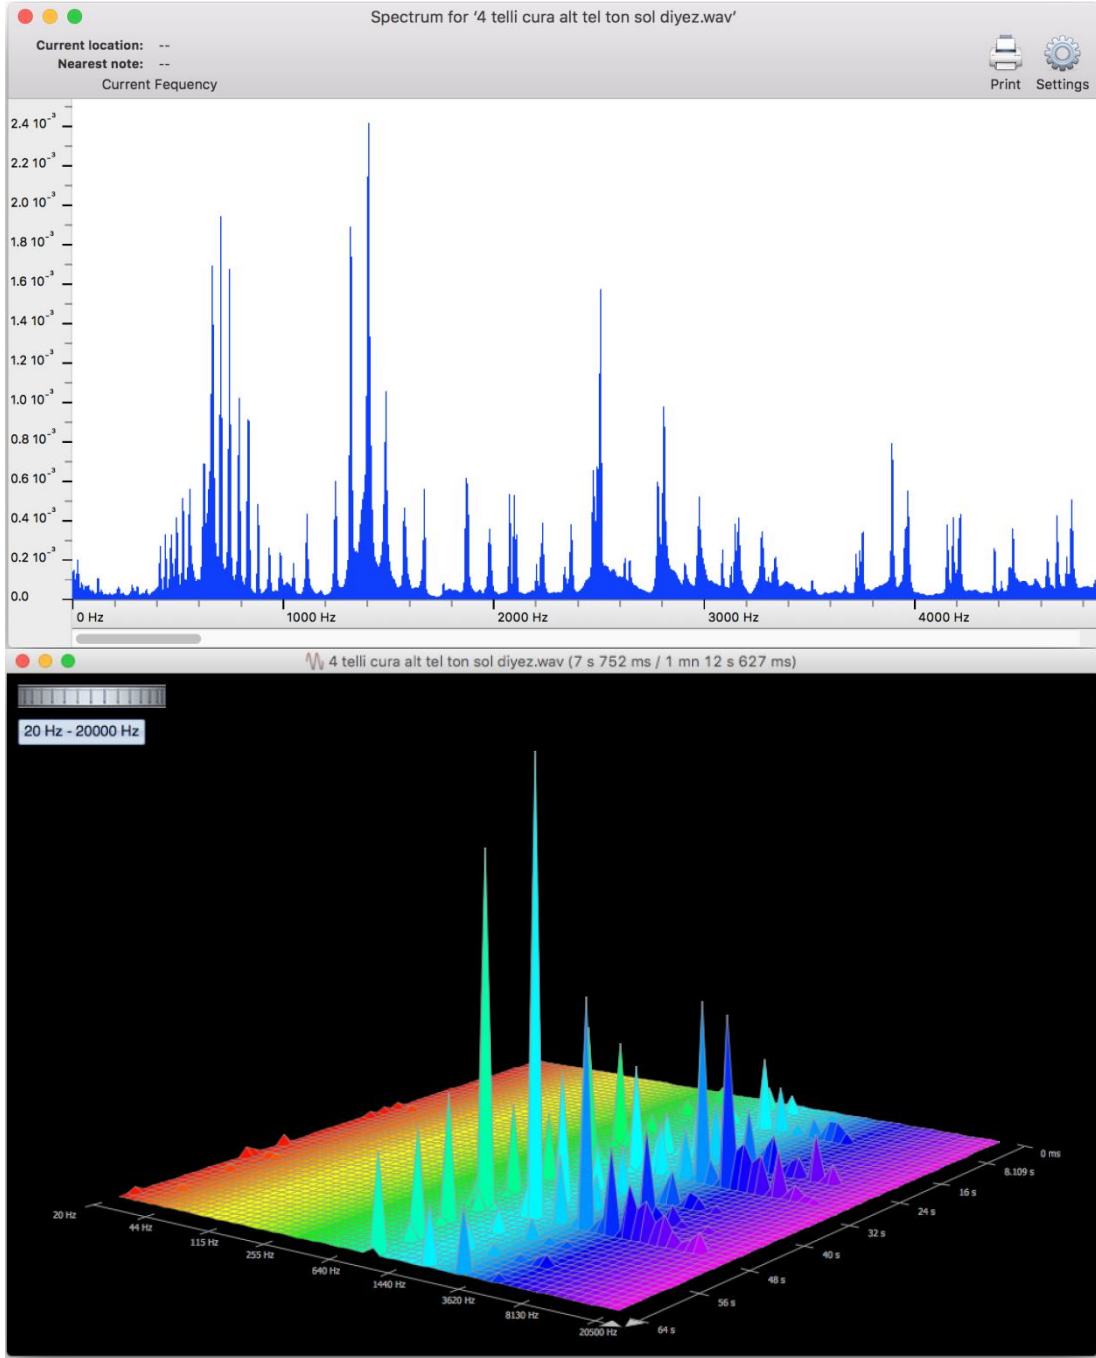 Spectrum for ‘4 telli cura alt tel ton sol diyez.wav’
Current location: --
Nearest note: --
Current Fequency
Print Settings
2.4 10⁻³
2.2 10⁻³
2.0 10⁻³
1.8 10⁻³
1.6 10⁻³
1.4 10⁻³
1.2 10⁻³
1.0 10⁻³
0.8 10⁻³
0.6 10⁻³
0.4 10⁻³
0.2 10⁻³
0.0
0 Hz 1000 Hz 2000 Hz 3000 Hz 4000 Hz
4 telli cura alt tel ton sol diyez.wav (7 s 752 ms / 1 mn 12 s 627 ms)
20 Hz - 20000 Hz
0 ms
8.109 s
16 s
24 s
32 s
40 s
48 s
56 s
64 s
20 Hz
44 Hz
115 Hz
255 Hz
640 Hz
1440 Hz
3620 Hz
8130 Hz
20500 Hz